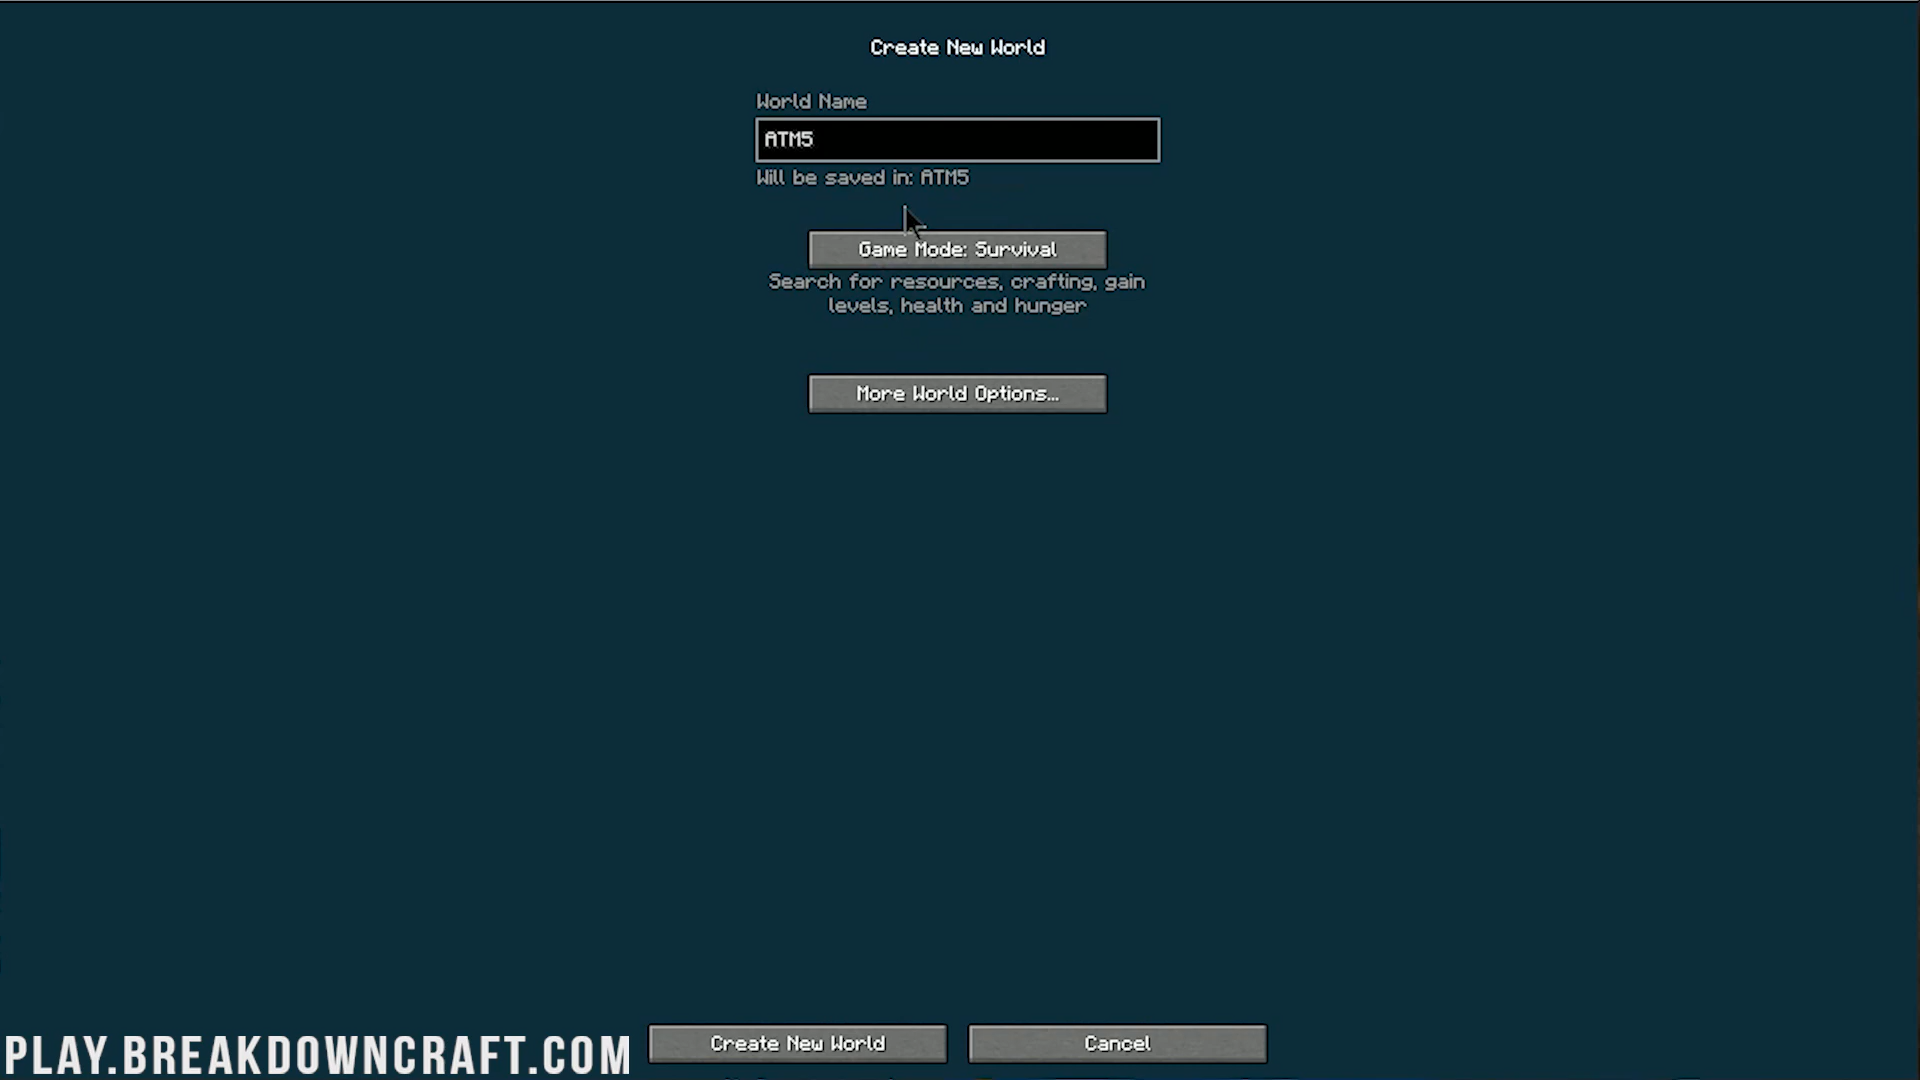 Create New World
World Name
ATM5
Will be saved in: ATM5
Game Mode: Survival
Search for resources, crafting, gain
levels, health and hunger
More World Options...
Create New World
Cancel
PLAY.BREAKDOWNCRAFT.COM